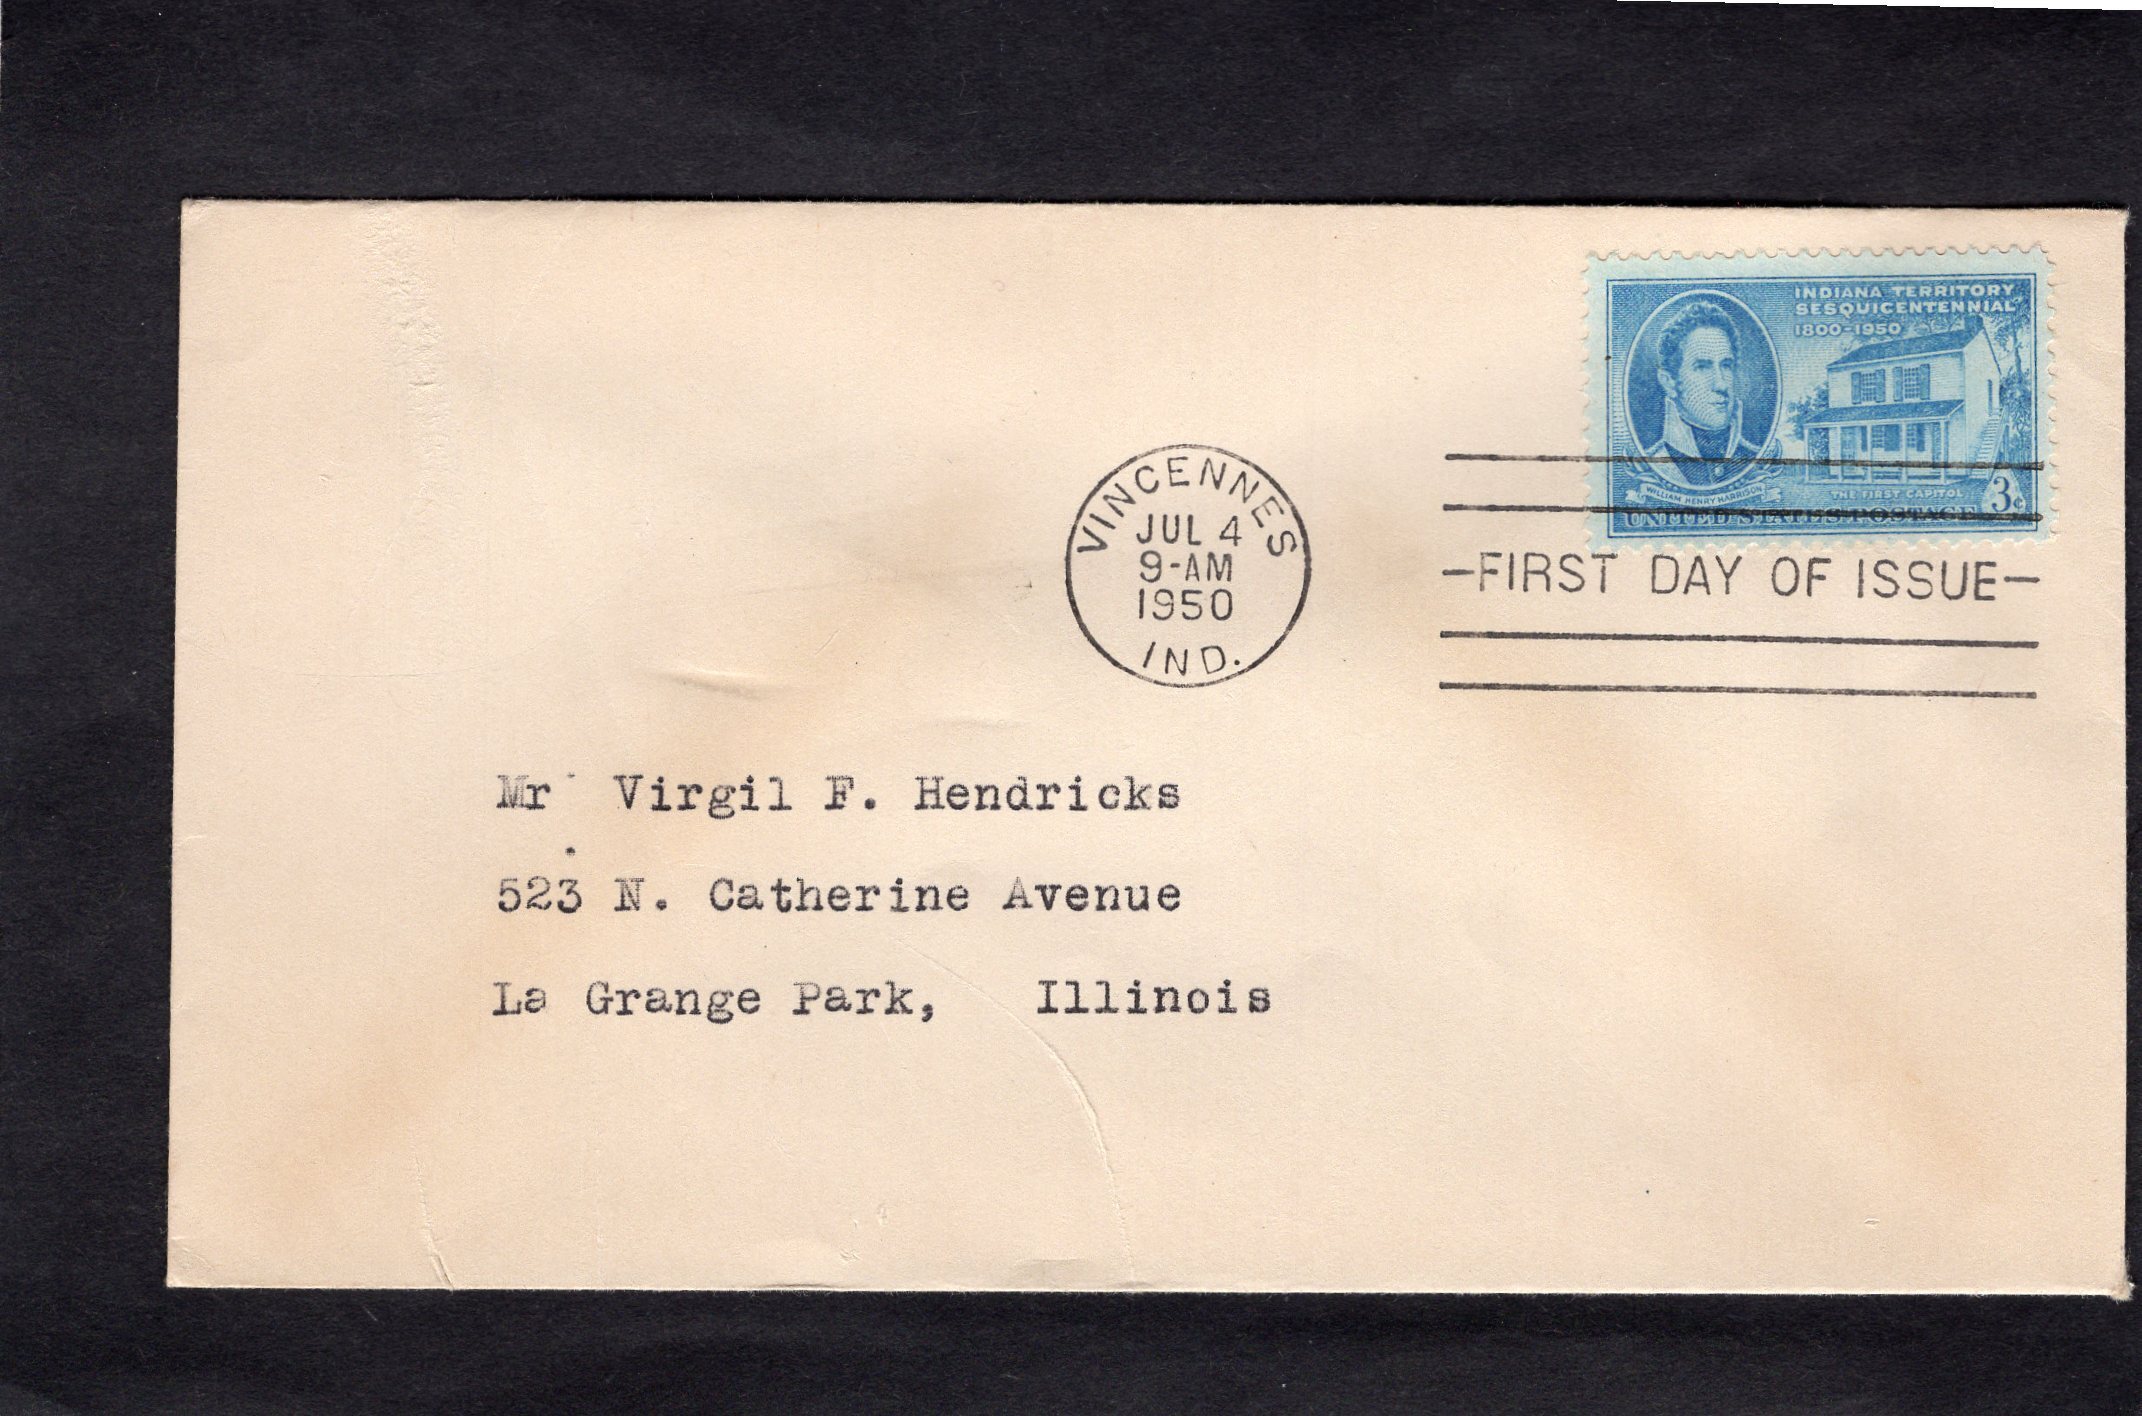 INDIANA TERRITORY
SESQUICENTENNIAL
1800-1950
WILLIAM HENRY HARRISON
THE FIRST CAPITOL
3¢
UNITED STATES POSTAGE
VINCENNES
JUL 4
9-AM
1950
IND.
-FIRST DAY OF ISSUE-
Mr Virgil F. Hendricks
523 N. Catherine Avenue
La Grange Park, Illinois